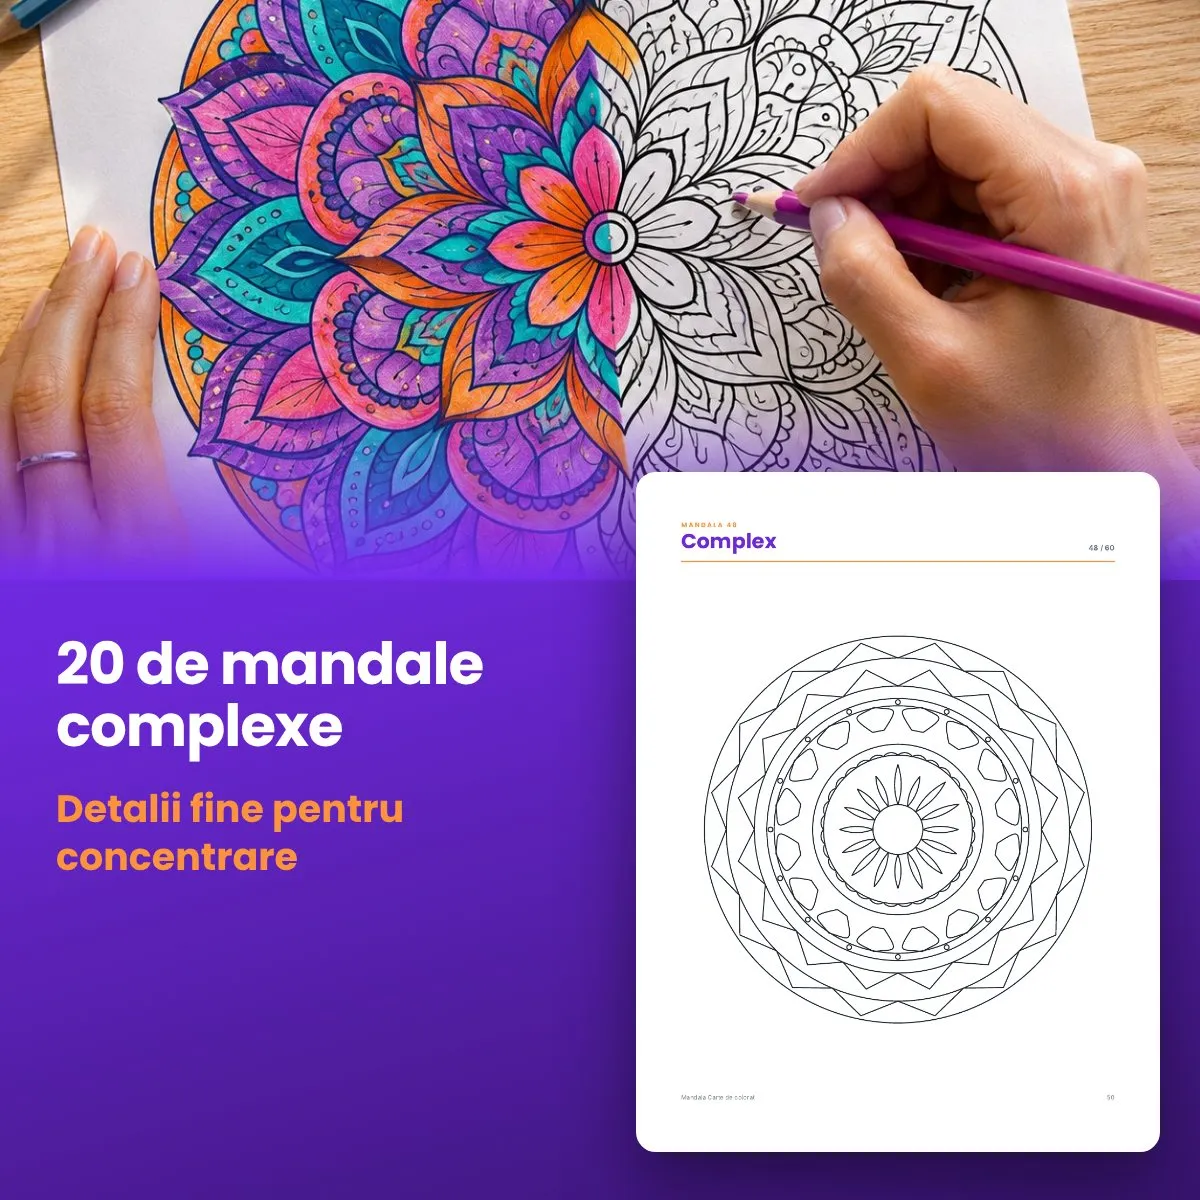 20 de mandale
complexe
Detalii fine pentru
concentrare
MANDALA 48
Complex
48 / 60
Mandala Carte de colorat
50